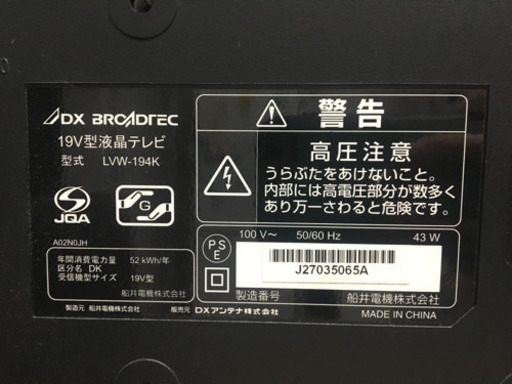 DX BROADTEC
19V型液晶テレビ
型式 LVW-194K
JQA
G
A02N0JH
年間消費電力量 52 kWh/年
区分名 DK
受信機型サイズ 19V型
船井電機株式会社
製造元 船井電機株式会社 販売元 DXアンテナ株式会社
警告
高圧注意
うらぶたをあけないこと。
内部には高電圧部分が数多く
あり万一さわると危険です。
PSE
100 V～ 50/60 Hz 43 W
J27035065A
製造番号 船井電機株式会社
MADE IN CHINA